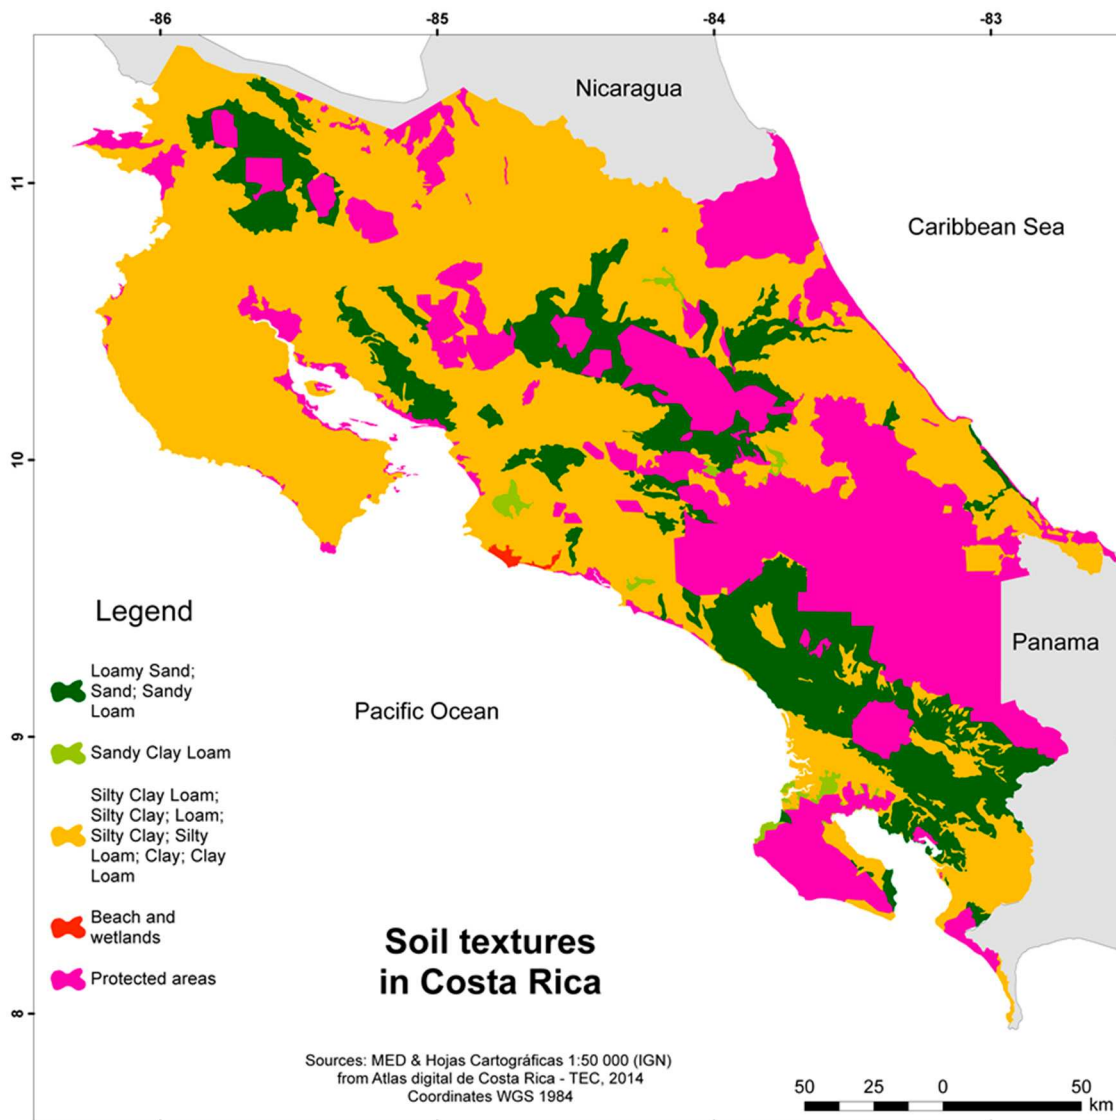 -86 -85 -84 -83
Nicaragua
11
Caribbean Sea
10
Legend
Loamy Sand;
Sand; Sandy
Loam
Panama
Pacific Ocean
9
Sandy Clay Loam
Silty Clay Loam;
Silty Clay; Loam;
Silty Clay; Silty
Loam; Clay; Clay
Loam
Beach and
wetlands
Protected areas
Soil textures
in Costa Rica
8
Sources: MED & Hojas Cartográficas 1:50 000 (IGN)
from Atlas digital de Costa Rica - TEC, 2014
Coordinates WGS 1984
50 25 0 50
km